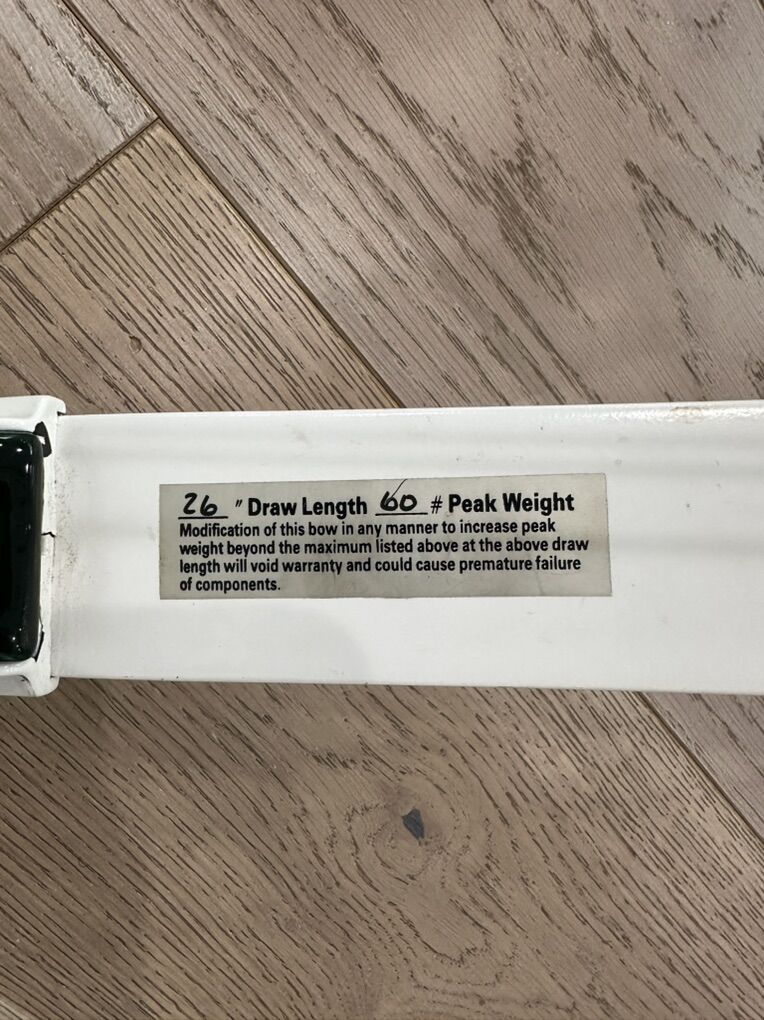 26 " Draw Length 60 # Peak Weight
Modification of this bow in any manner to increase peak
weight beyond the maximum listed above at the above draw
length will void warranty and could cause premature failure
of components.